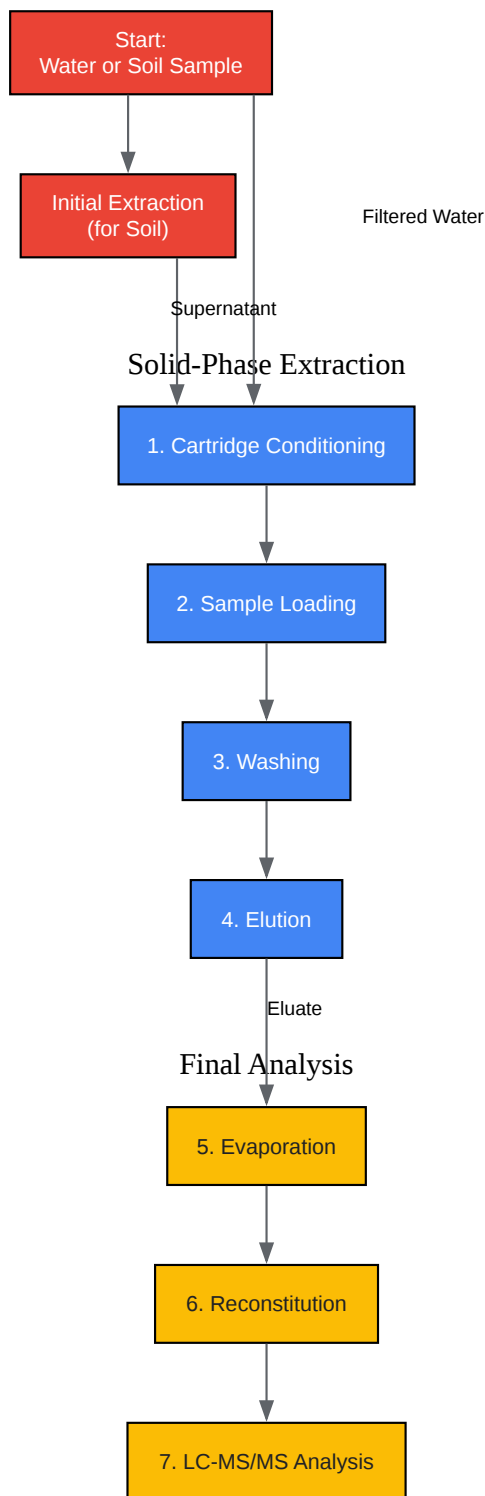 Start:
Water or Soil Sample
Initial Extraction
(for Soil)
Filtered Water
Supernatant
Solid-Phase Extraction
1. Cartridge Conditioning
2. Sample Loading
3. Washing
4. Elution
Eluate
Final Analysis
5. Evaporation
6. Reconstitution
7. LC-MS/MS Analysis